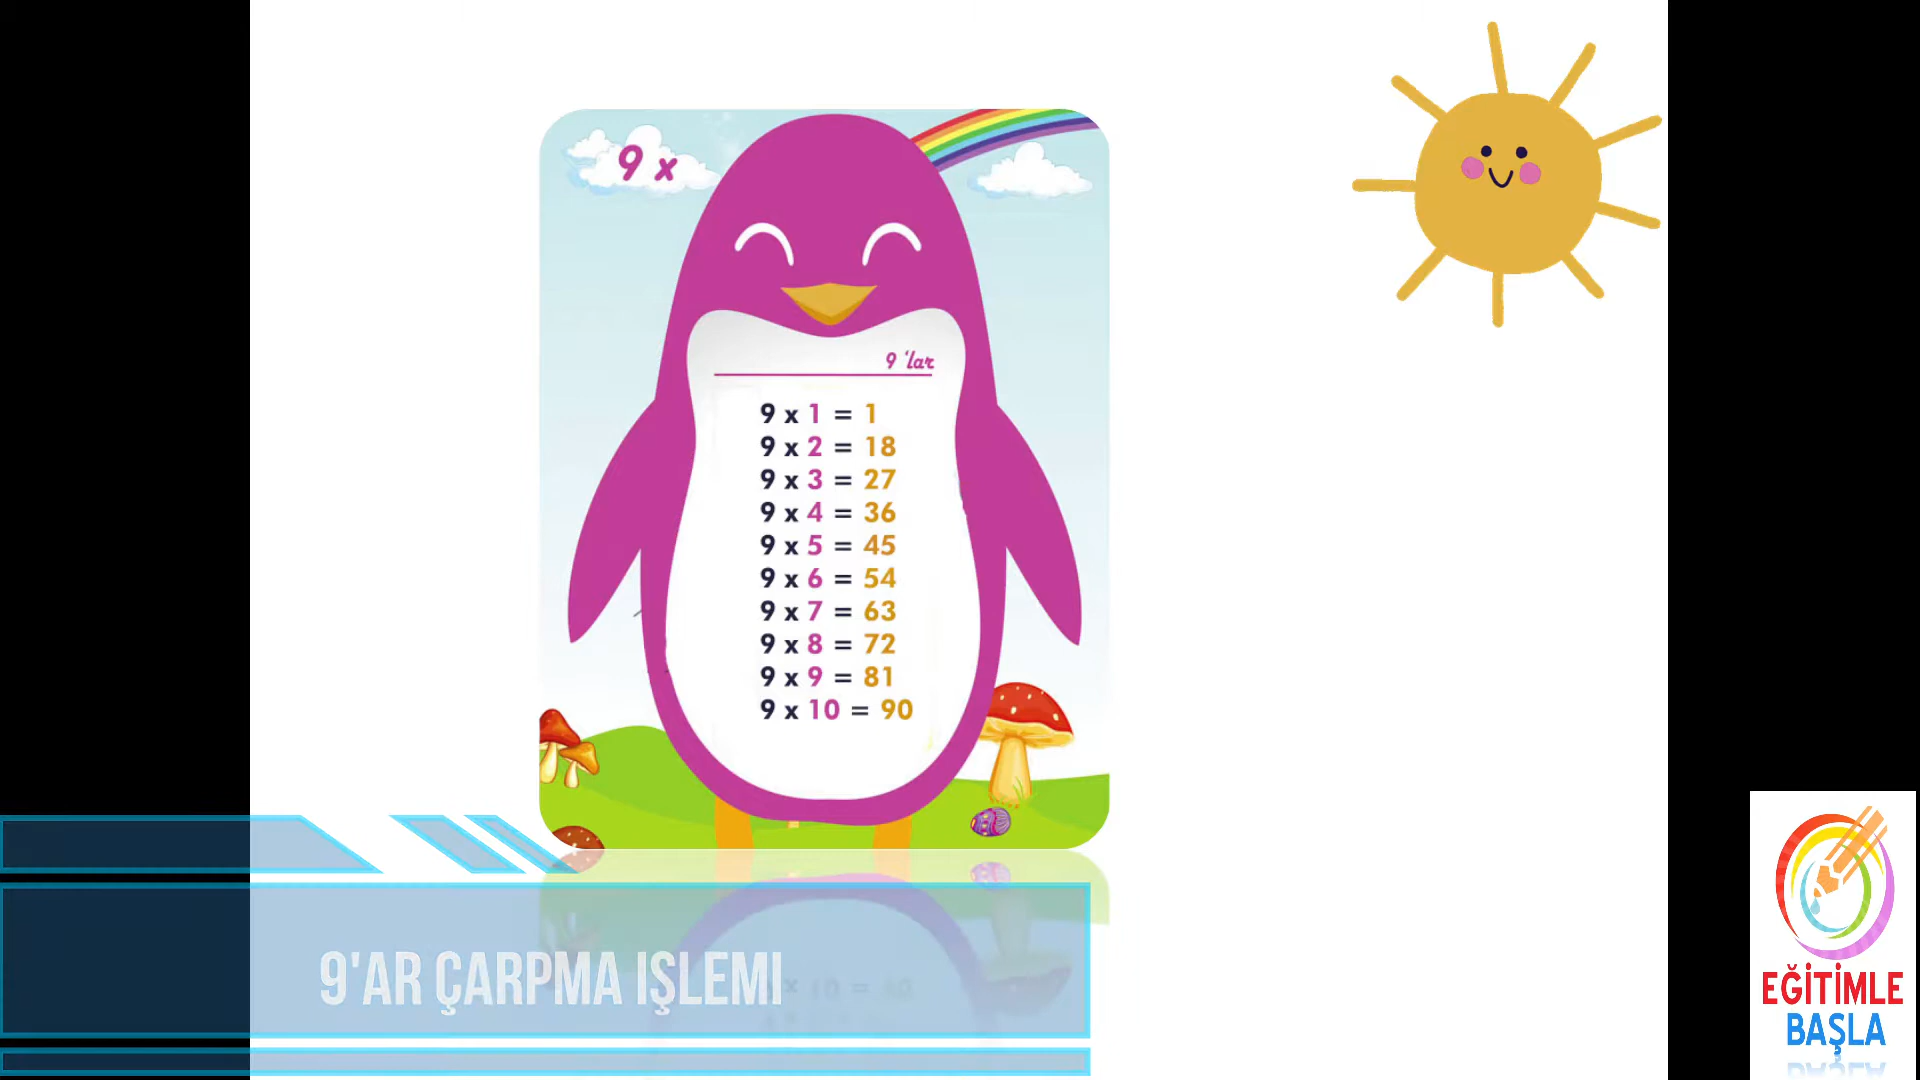 9 x
9 'lar
9 x 1 = 1
9 x 2 = 18
9 x 3 = 27
9 x 4 = 36
9 x 5 = 45
9 x 6 = 54
9 x 7 = 63
9 x 8 = 72
9 x 9 = 81
9 x 10 = 90
9'AR ÇARPMA IŞLEMI
EĞİTİMLE
BAŞLA